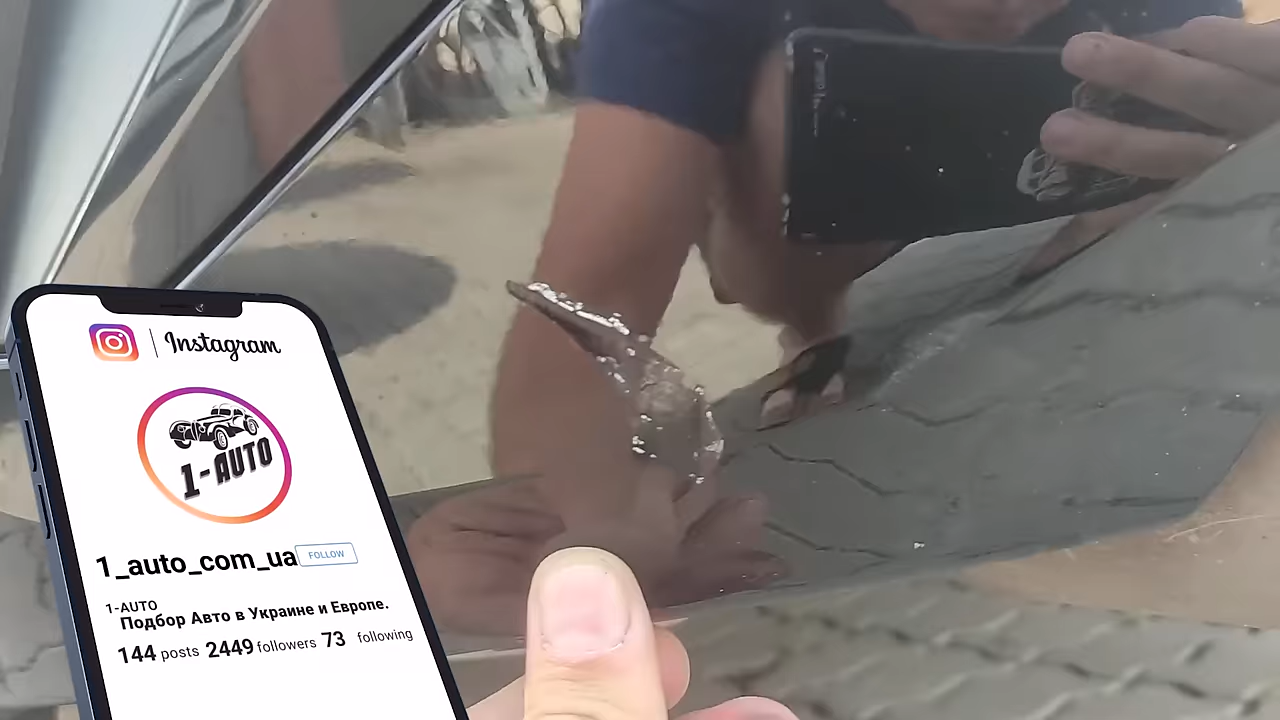 Instagram
1-AUTO
1_auto_com_ua FOLLOW
1-AUTO
Подбор Авто в Украине и Европе.
144 posts 2449 followers 73 following